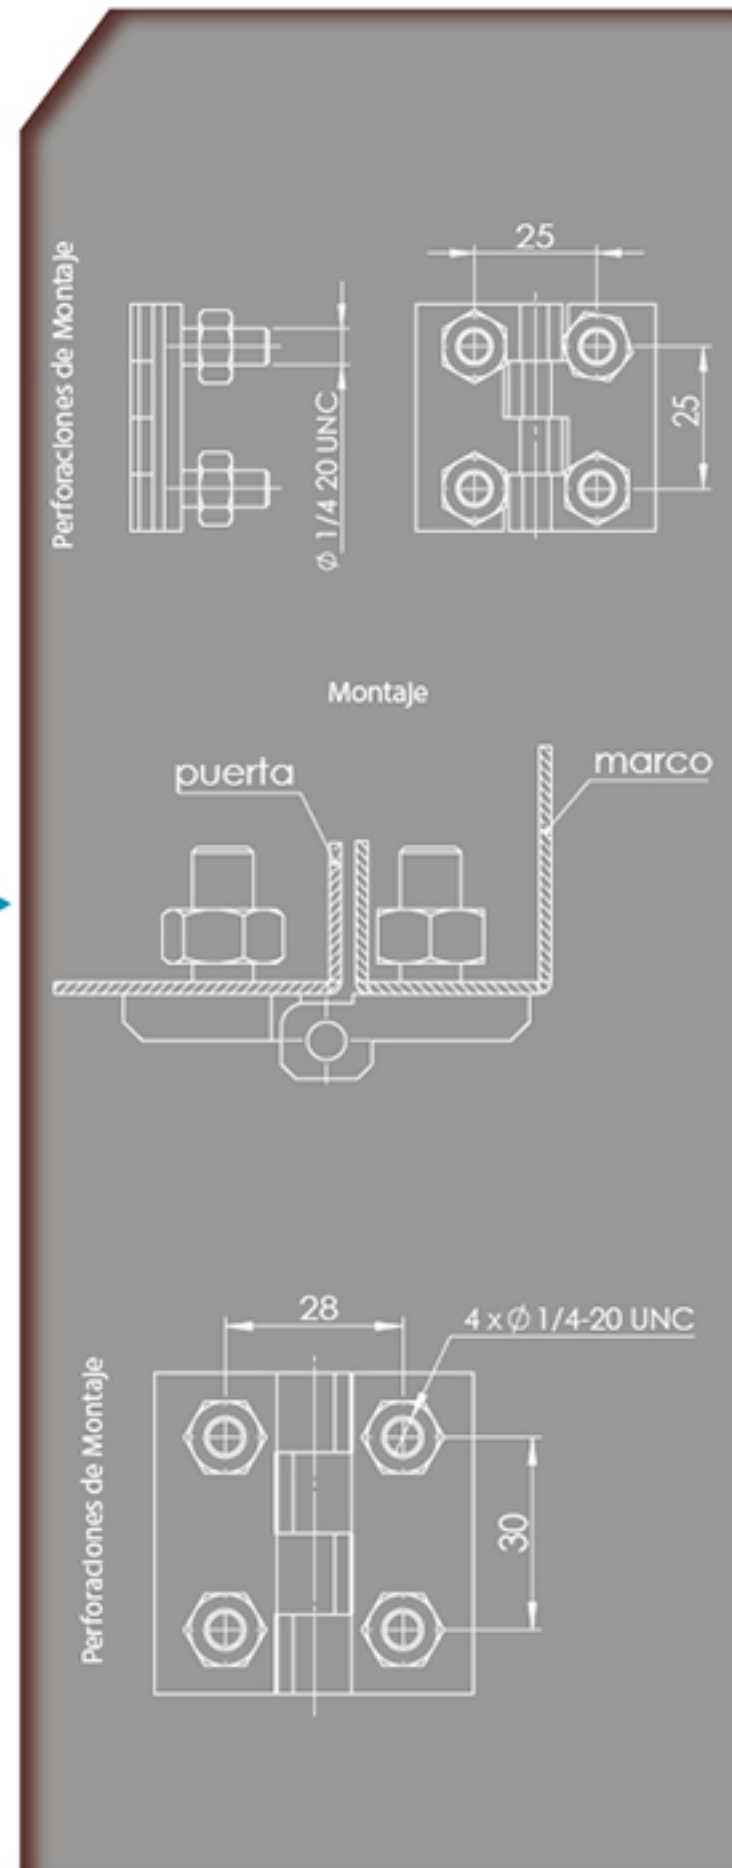 Perforaciones de Montaje
25
25
Ø 1/4 20 UNC
Montaje
puerta
marco
28
4 x Ø 1/4-20 UNC
Perforaciones de Montaje
30